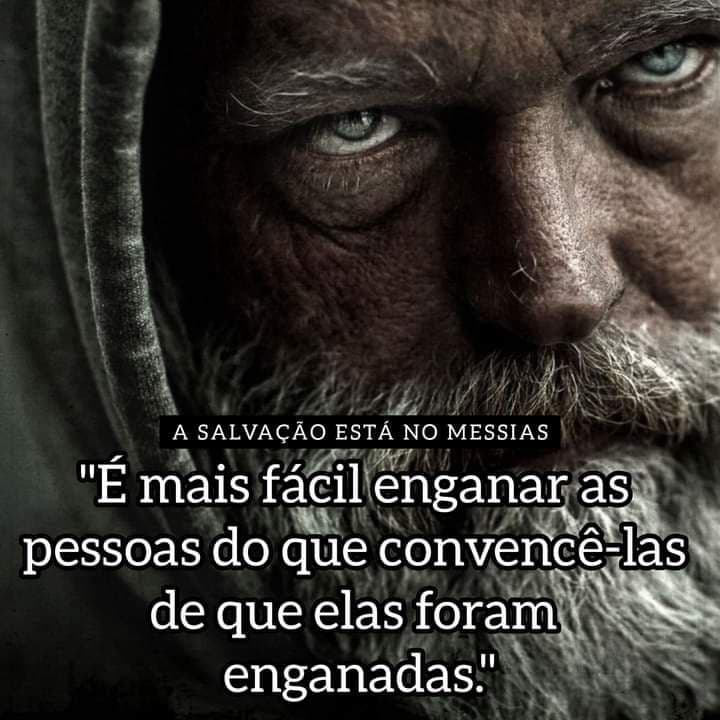 A SALVAÇÃO ESTÁ NO MESSIAS
"É mais fácil enganar as
pessoas do que convencê-las
de que elas foram
enganadas."